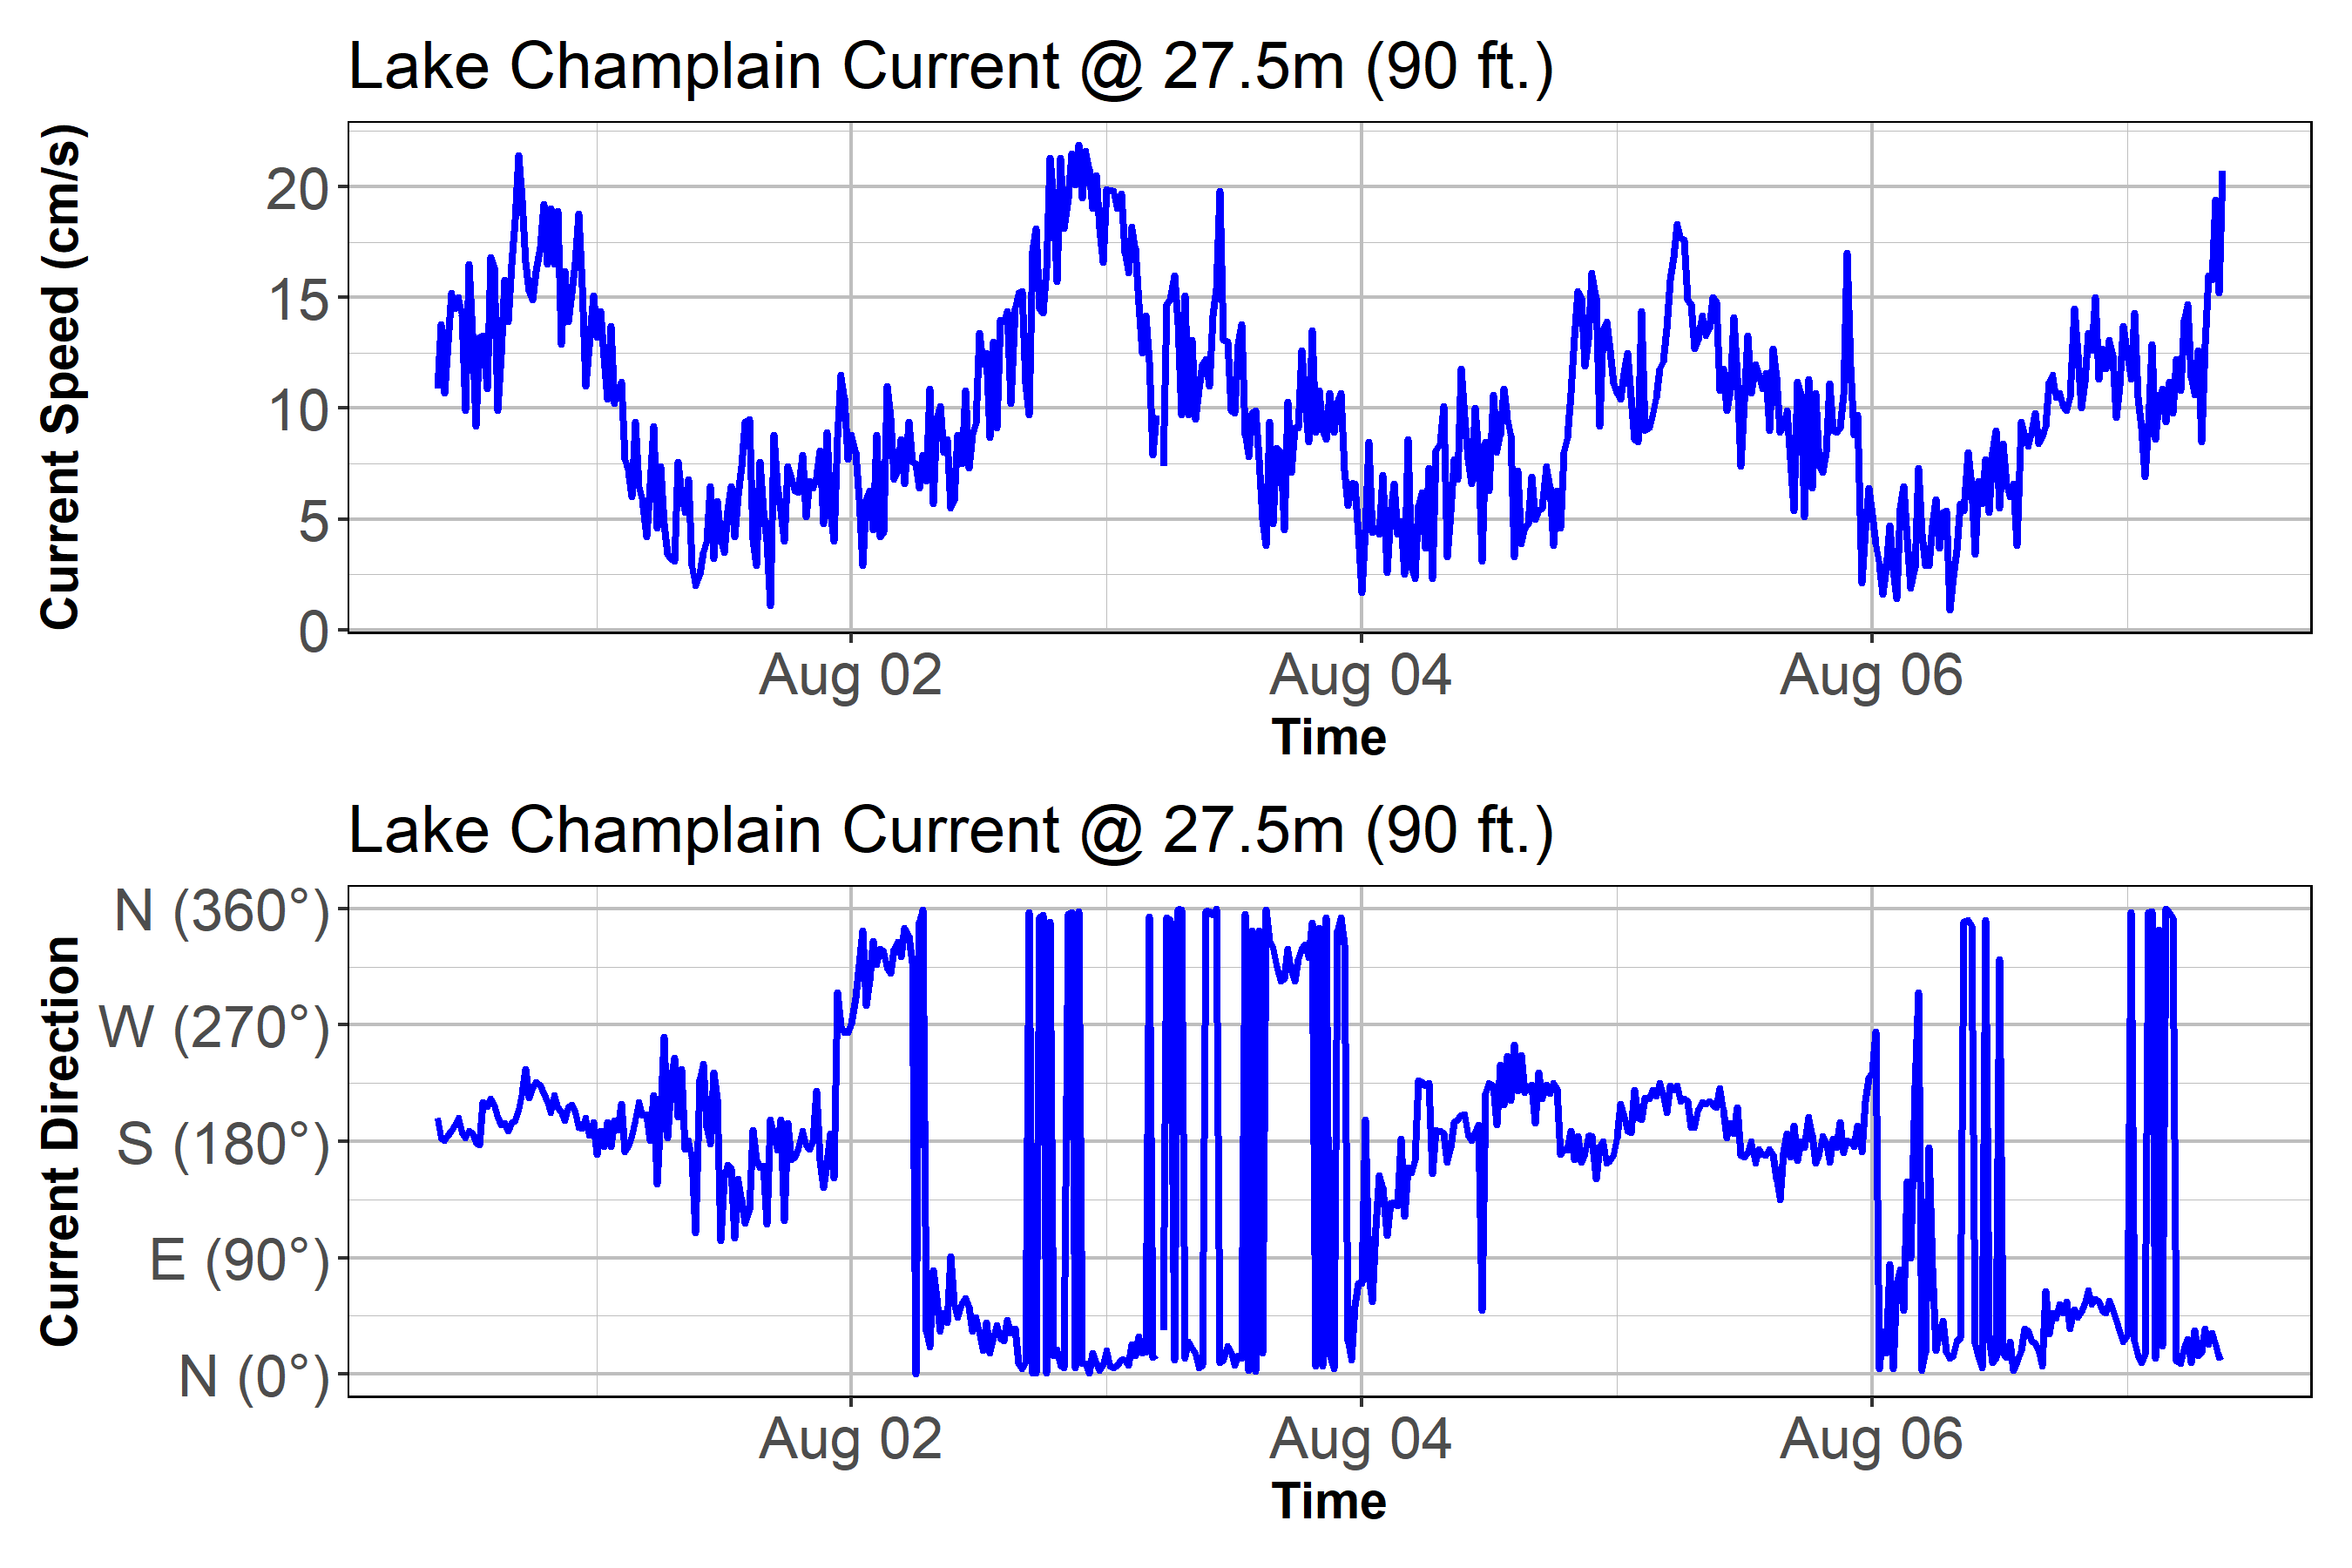 Lake Champlain Current @ 27.5m (90 ft.)
Current Speed (cm/s)
20
15
10
5
0
Aug 02 Aug 04 Aug 06
Time
Lake Champlain Current @ 27.5m (90 ft.)
Current Direction
N (360°)
W (270°)
S (180°)
E (90°)
N (0°)
Aug 02 Aug 04 Aug 06
Time